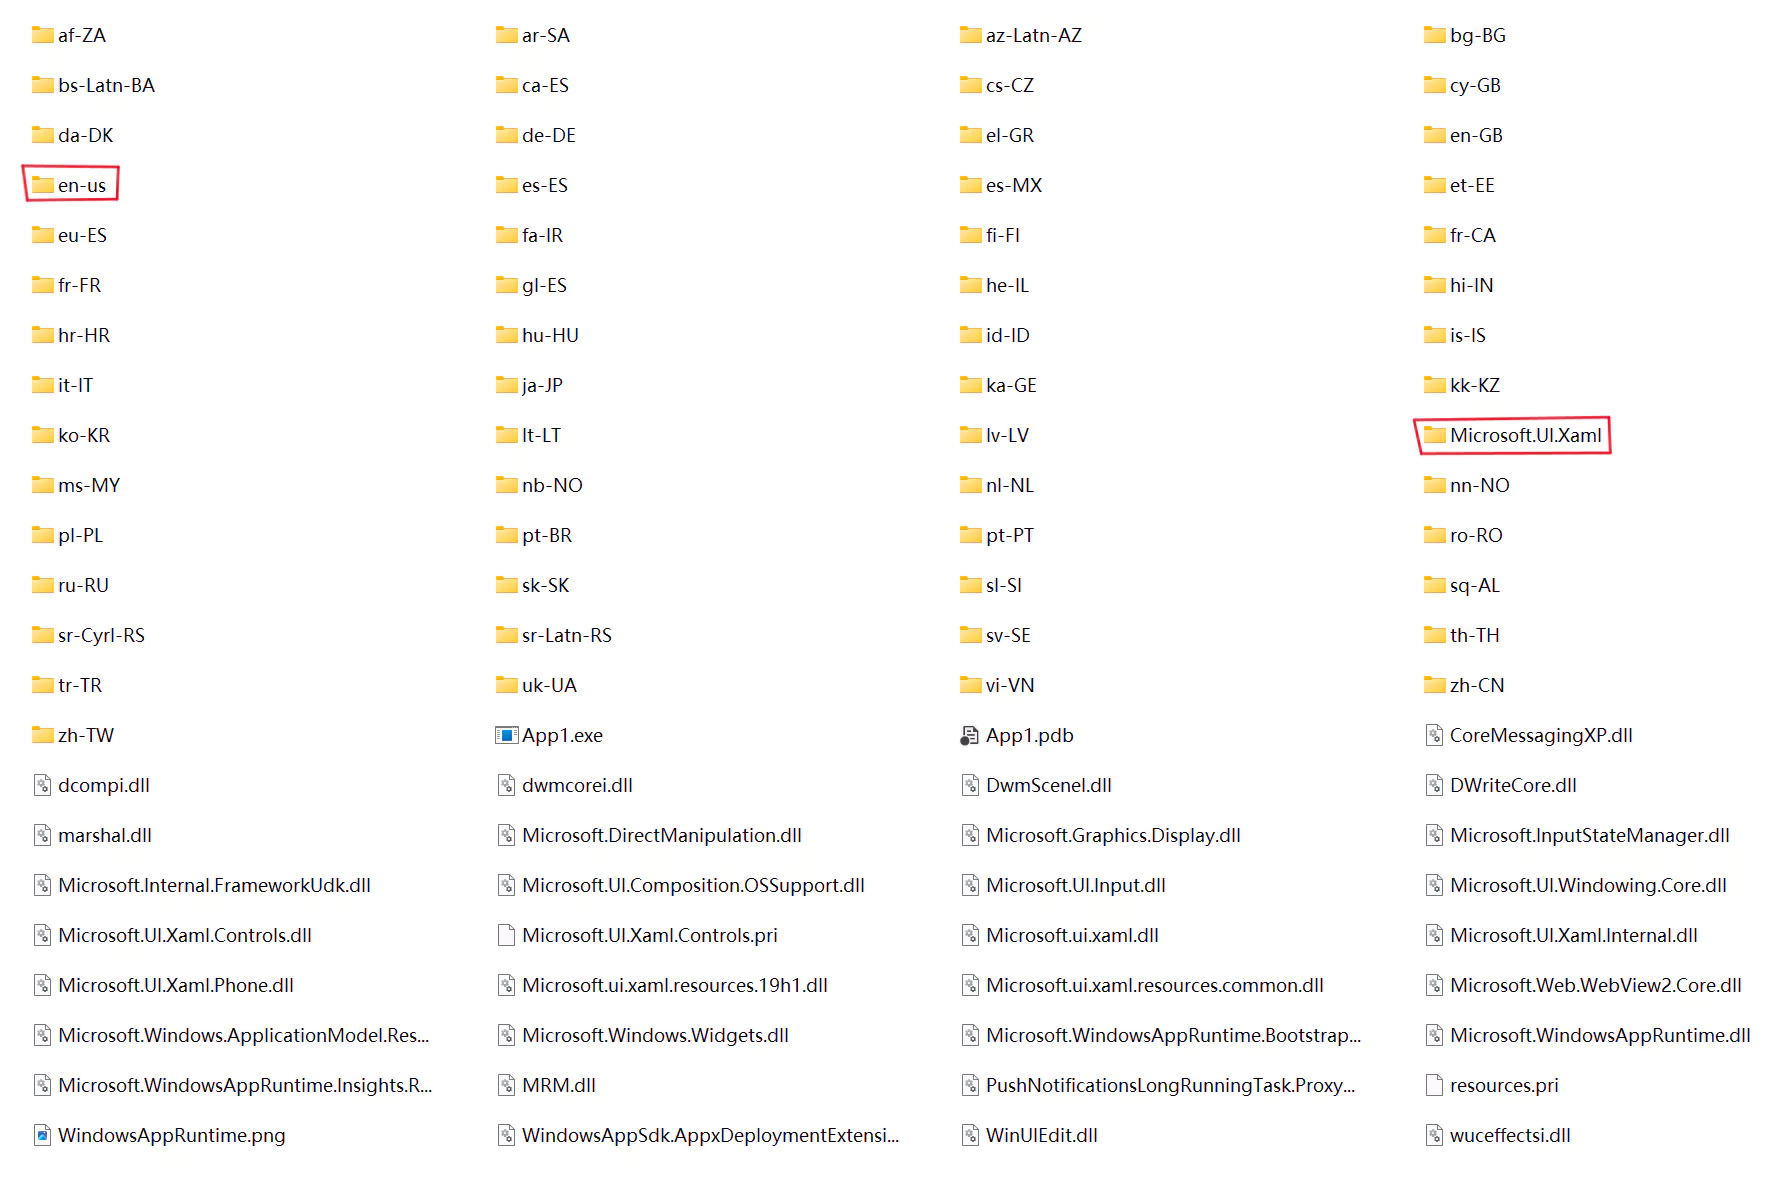 af-ZA
ar-SA
az-Latn-AZ
bg-BG
bs-Latn-BA
ca-ES
cs-CZ
cy-GB
da-DK
de-DE
el-GR
en-GB
en-us
es-ES
es-MX
et-EE
eu-ES
fa-IR
fi-FI
fr-CA
fr-FR
gl-ES
he-IL
hi-IN
hr-HR
hu-HU
id-ID
is-IS
it-IT
ja-JP
ka-GE
kk-KZ
ko-KR
lt-LT
lv-LV
Microsoft.UI.Xaml
ms-MY
nb-NO
nl-NL
nn-NO
pl-PL
pt-BR
pt-PT
ro-RO
ru-RU
sk-SK
sl-SI
sq-AL
sr-Cyrl-RS
sr-Latn-RS
sv-SE
th-TH
tr-TR
uk-UA
vi-VN
zh-CN
zh-TW
App1.exe
App1.pdb
CoreMessagingXP.dll
dcompi.dll
dwmcorei.dll
DwmSceneI.dll
DWriteCore.dll
marshal.dll
Microsoft.DirectManipulation.dll
Microsoft.Graphics.Display.dll
Microsoft.InputStateManager.dll
Microsoft.Internal.FrameworkUdk.dll
Microsoft.UI.Composition.OSSupport.dll
Microsoft.UI.Input.dll
Microsoft.UI.Windowing.Core.dll
Microsoft.UI.Xaml.Controls.dll
Microsoft.UI.Xaml.Controls.pri
Microsoft.ui.xaml.dll
Microsoft.UI.Xaml.Internal.dll
Microsoft.UI.Xaml.Phone.dll
Microsoft.ui.xaml.resources.19h1.dll
Microsoft.ui.xaml.resources.common.dll
Microsoft.Web.WebView2.Core.dll
Microsoft.Windows.ApplicationModel.Res...
Microsoft.Windows.Widgets.dll
Microsoft.WindowsAppRuntime.Bootstrap...
Microsoft.WindowsAppRuntime.dll
Microsoft.WindowsAppRuntime.Insights.R...
MRM.dll
PushNotificationsLongRunningTask.Proxy...
resources.pri
WindowsAppRuntime.png
WindowsAppSdk.AppxDeploymentExtensi...
WinUIEdit.dll
wuceffectsi.dll